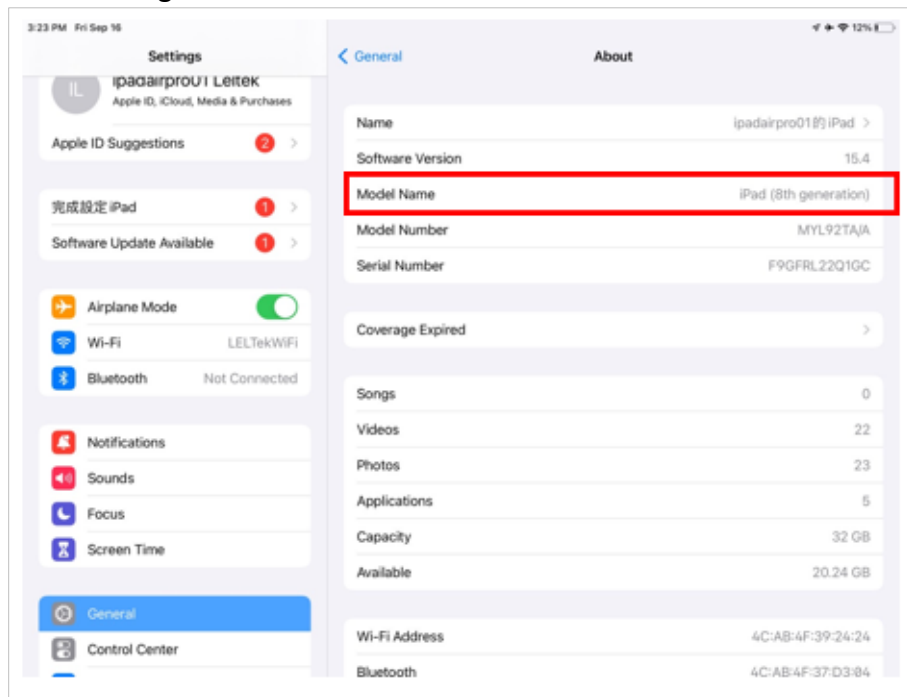 3:23 PM Fri Sep 16
12%
Settings
General
About
IL
ipadairpro01 Leltek
Apple ID, iCloud, Media & Purchases
Apple ID Suggestions 2
完成設定 iPad 1
Software Update Available 1
Airplane Mode
Wi-Fi LELTekWiFi
Bluetooth Not Connected
Notifications
Sounds
Focus
Screen Time
General
Control Center
Name ipadairpro01的 iPad
Software Version 15.4
Model Name iPad (8th generation)
Model Number MYL92TA/A
Serial Number F9GFRL22Q1GC
Coverage Expired
Songs 0
Videos 22
Photos 23
Applications 5
Capacity 32 GB
Available 20.24 GB
Wi-Fi Address 4C:AB:4F:39:24:24
Bluetooth 4C:AB:4F:37:D3:84